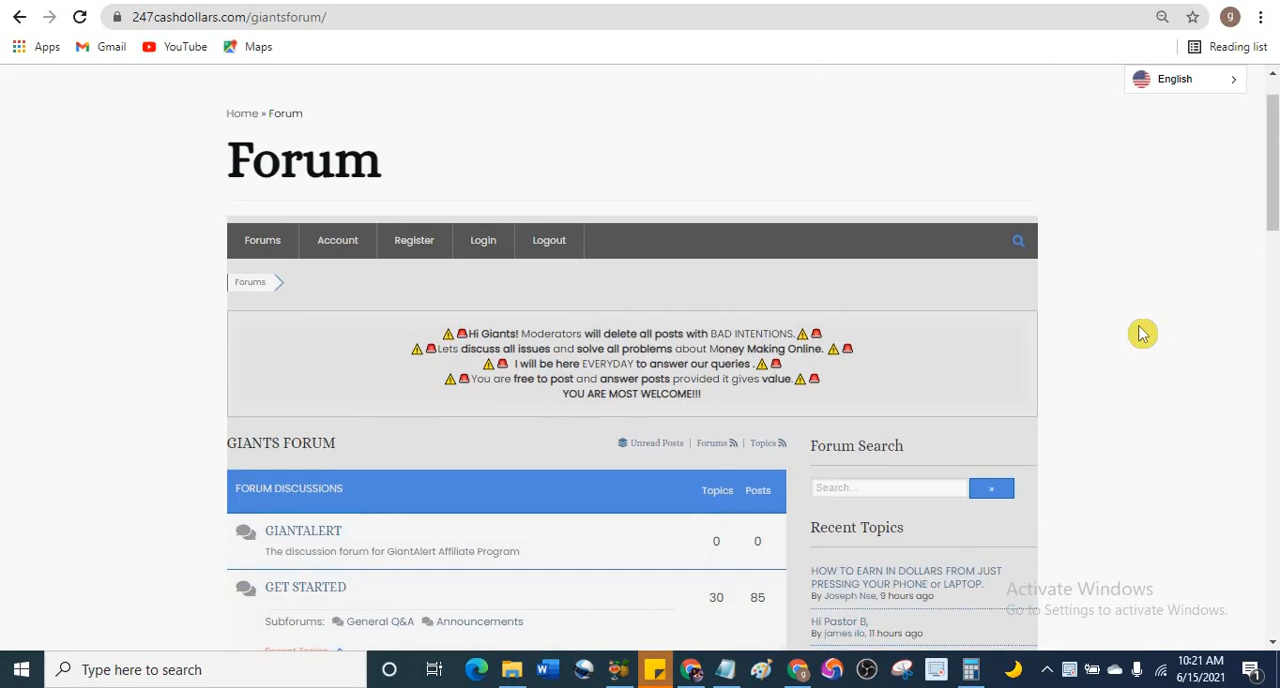 247cashdollars.com/giantsforum/
g
Apps Gmail YouTube Maps Reading list
English
Home » Forum
Forum
Forums Account Register Login Logout
Forums
Hi Giants! Moderators will delete all posts with BAD INTENTIONS.
Lets discuss all issues and solve all problems about Money Making Online.
I will be here EVERYDAY to answer our queries .
You are free to post and answer posts provided it gives value.
YOU ARE MOST WELCOME!!!
GIANTS FORUM
Unread Posts | Forums | Topics
FORUM DISCUSSIONS Topics Posts
GIANTALERT
The discussion forum for GiantAlert Affiliate Program
0 0
GET STARTED
30 85
Subforums: General Q&A Announcements
Recent Topics
Forum Search
Search... »
Recent Topics
HOW TO EARN IN DOLLARS FROM JUST
PRESSING YOUR PHONE or LAPTOP.
By Joseph Nse, 9 hours ago
Hi Pastor B,
By james ilo, 11 hours ago
Activate Windows
Go to Settings to activate Windows.
Type here to search
10:21 AM
6/15/2021
1